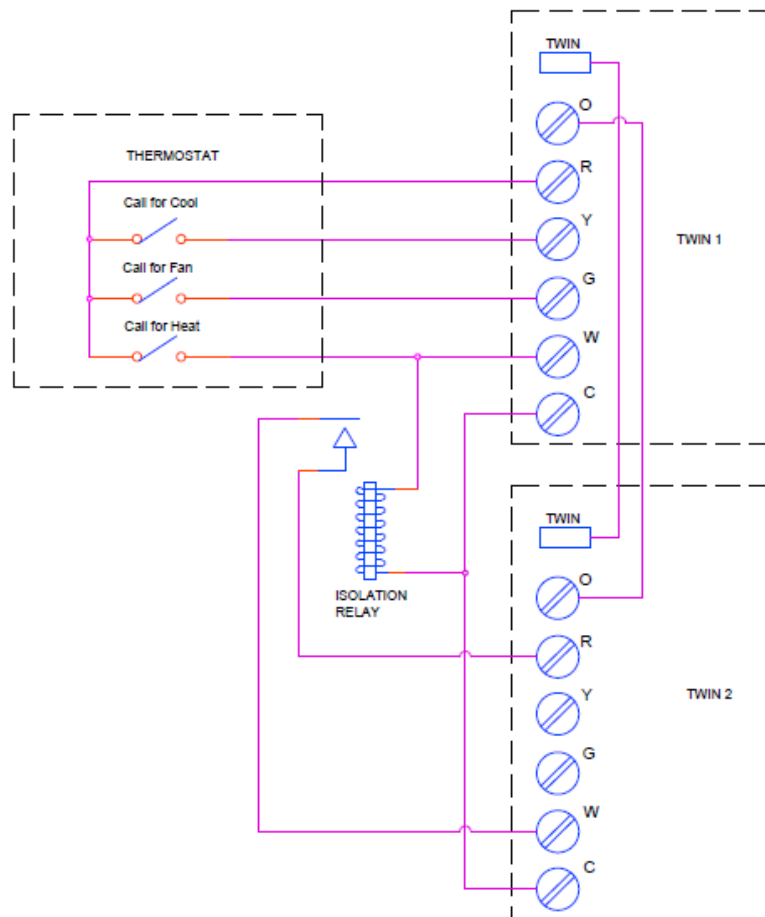 TWIN
O
THERMOSTAT
R
Call for Cool
Y
TWIN 1
Call for Fan
G
Call for Heat
W
C
TWIN
ISOLATION
RELAY
O
R
Y
TWIN 2
G
W
C